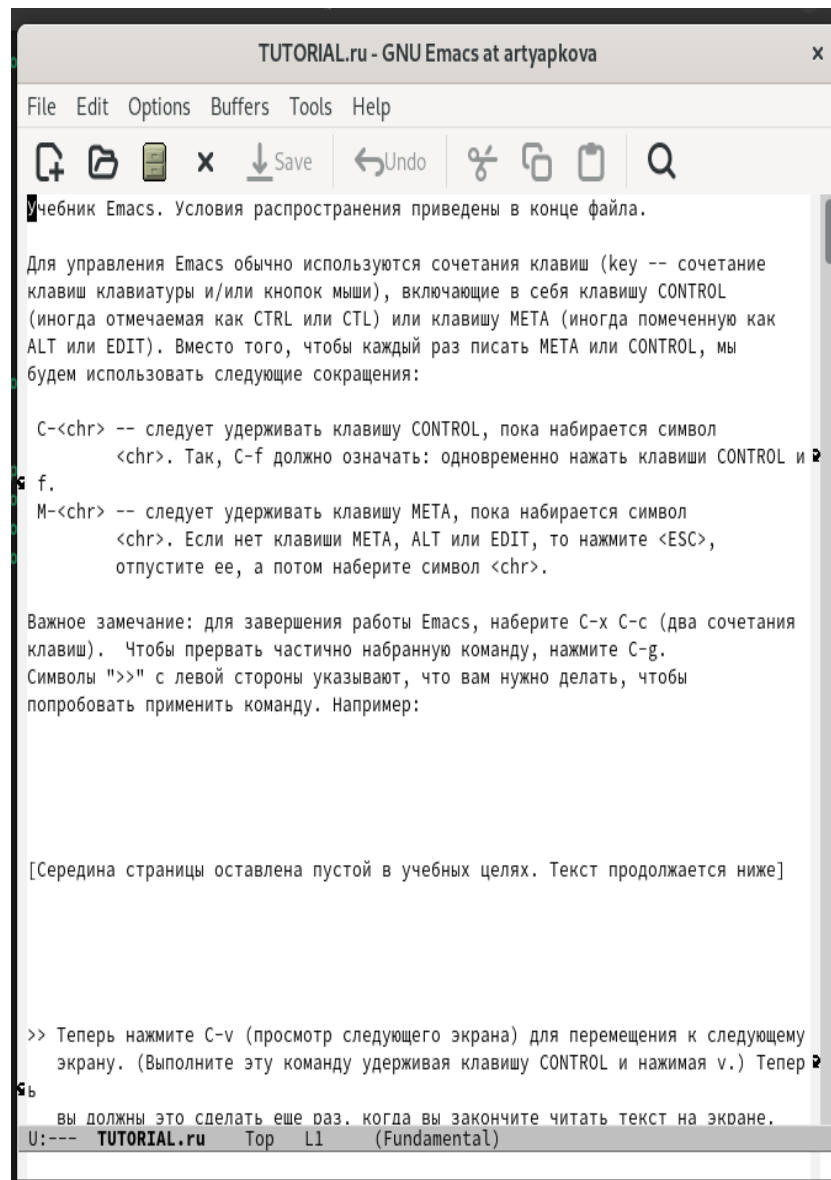 TUTORIAL.ru - GNU Emacs at artyapkova
File Edit Options Buffers Tools Help
Save Undo
Учебник Emacs. Условия распространения приведены в конце файла.
Для управления Emacs обычно используются сочетания клавиш (key -- сочетание
клавиш клавиатуры и/или кнопок мыши), включающие в себя клавишу CONTROL
(иногда отмечаемая как CTRL или CTL) или клавишу META (иногда помеченную как
ALT или EDIT). Вместо того, чтобы каждый раз писать META или CONTROL, мы
будем использовать следующие сокращения:
C-<chr> -- следует удерживать клавишу CONTROL, пока набирается символ
<chr>. Так, C-f должно означать: одновременно нажать клавиши CONTROL и
f.
M-<chr> -- следует удерживать клавишу META, пока набирается символ
<chr>. Если нет клавиши META, ALT или EDIT, то нажмите <ESC>,
отпустите ее, а потом наберите символ <chr>.
Важное замечание: для завершения работы Emacs, наберите C-x C-c (два сочетания
клавиш).  Чтобы прервать частично набранную команду, нажмите C-g.
Символы ">>" с левой стороны указывают, что вам нужно делать, чтобы
попробовать применить команду. Например:
[Середина страницы оставлена пустой в учебных целях. Текст продолжается ниже]
>> Теперь нажмите C-v (просмотр следующего экрана) для перемещения к следующему
экрану. (Выполните эту команду удерживая клавишу CONTROL и нажимая v.) Тепер
ь
вы должны это сделать еще раз, когда вы закончите читать текст на экране.
U:--- TUTORIAL.ru Top L1 (Fundamental)